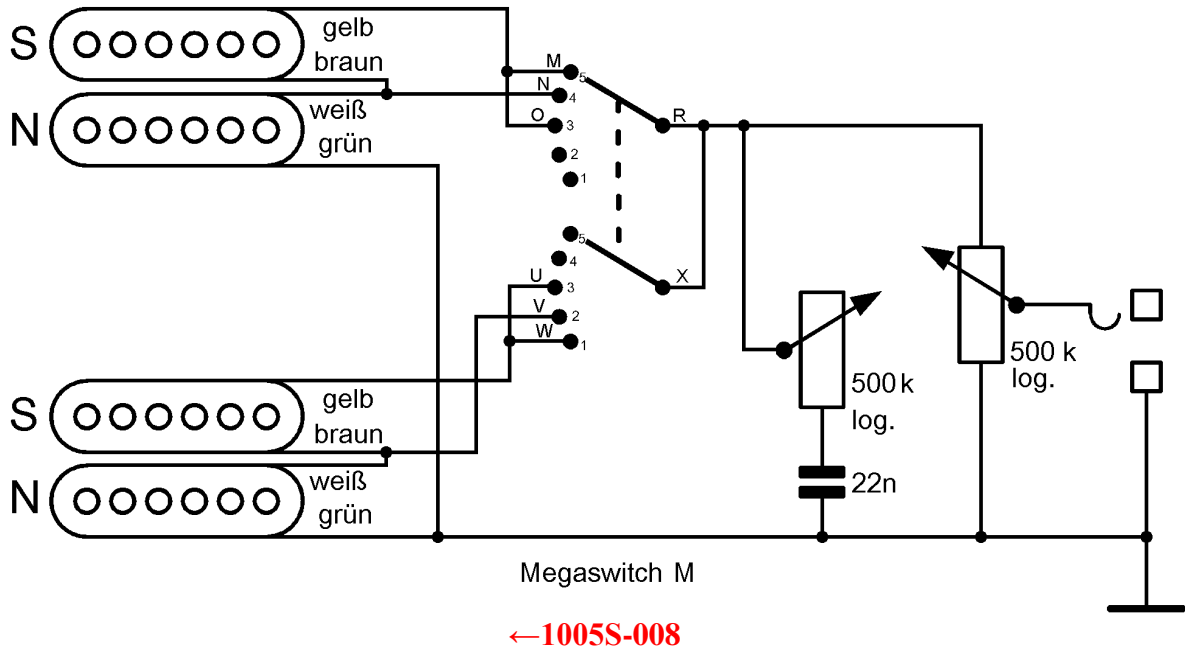 S
gelb
braun
N
weiß
grün
M
5
N
4
O
3
2
1
R
5
4
U
3
V
2
W
1
X
500 k
log.
500 k
log.
22n
S
gelb
braun
N
weiß
grün
Megaswitch M
←1005S-008